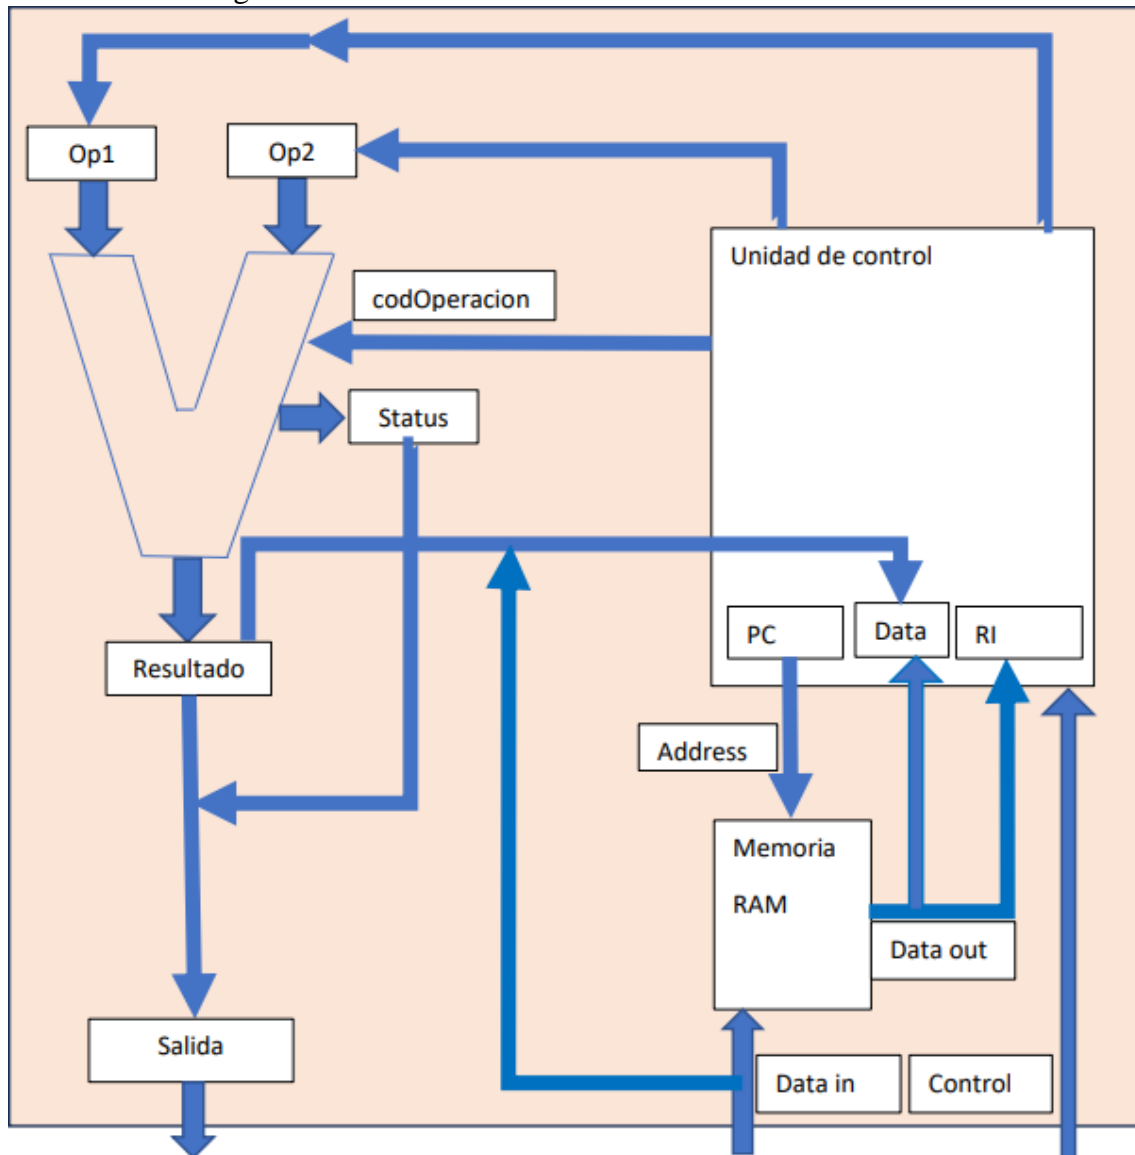 Op1
Op2
Unidad de control
codOperacion
Status
PC
Data
RI
Resultado
Address
Memoria
RAM
Data out
Salida
Data in
Control